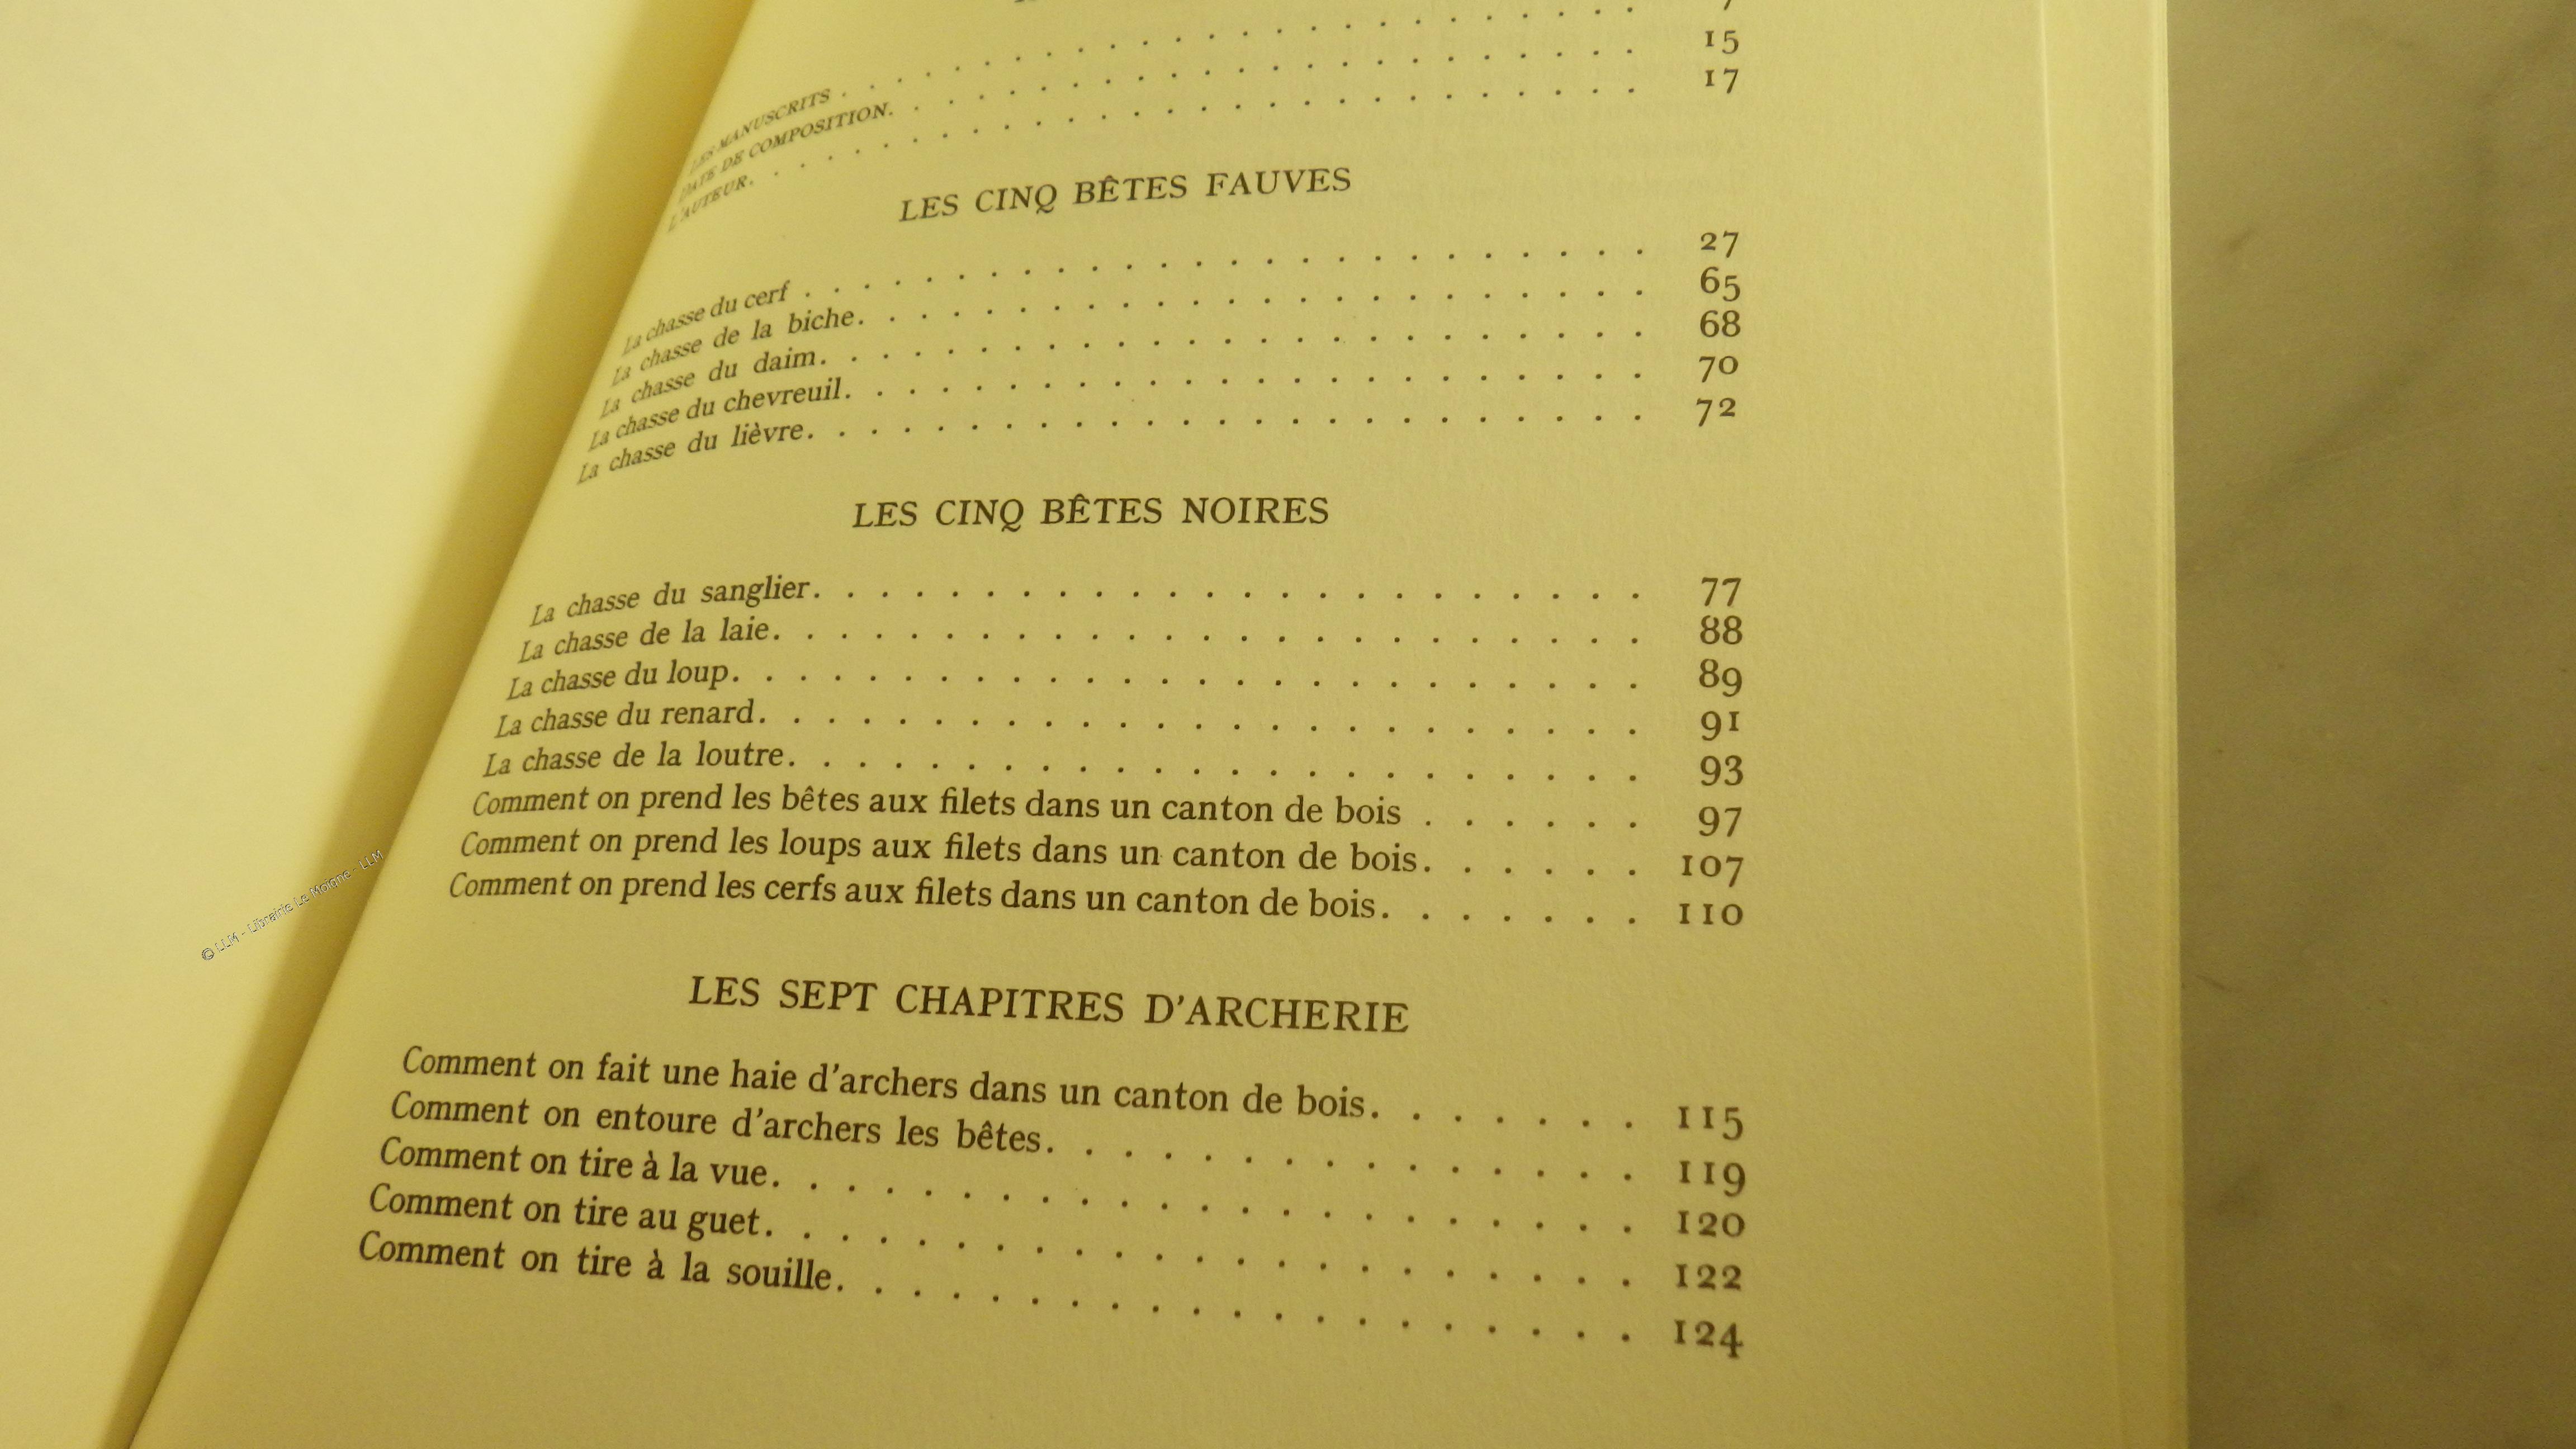 7
LES MANUSCRITS . . . . . . . . . . . . . . . . . . . . . . . 15
DATE DE COMPOSITION. . . . . . . . . . . . . . . . . . . . . 17
L'AUTEUR. . . . . . . . . . . . . . . . . . . . . . . .
LES CINQ BÊTES FAUVES
La chasse du cerf . . . . . . . . . . . . . . . . . . . . . . 27
La chasse de la biche. . . . . . . . . . . . . . . . . . . . . 65
La chasse du daim. . . . . . . . . . . . . . . . . . . . . . 68
La chasse du chevreuil. . . . . . . . . . . . . . . . . . . . . 70
La chasse du lièvre. . . . . . . . . . . . . . . . . . . . . . 72
LES CINQ BÊTES NOIRES
La chasse du sanglier. . . . . . . . . . . . . . . . . . . . . 77
La chasse de la laie. . . . . . . . . . . . . . . . . . . . . . 88
La chasse du loup. . . . . . . . . . . . . . . . . . . . . . . 89
La chasse du renard. . . . . . . . . . . . . . . . . . . . . . 91
La chasse de la loutre. . . . . . . . . . . . . . . . . . . . . 93
Comment on prend les bêtes aux filets dans un canton de bois . . . . . . 97
Comment on prend les loups aux filets dans un canton de bois. . . . . . 107
Comment on prend les cerfs aux filets dans un canton de bois. . . . . . . 110
LES SEPT CHAPITRES D'ARCHERIE
Comment on fait une haie d'archers dans un canton de bois. . . . . . . 115
Comment on entoure d'archers les bêtes. . . . . . . . . . . . . . . 119
Comment on tire à la vue. . . . . . . . . . . . . . . . . . . . . 120
Comment on tire au guet. . . . . . . . . . . . . . . . . . . . . 122
Comment on tire à la souille. . . . . . . . . . . . . . . . . . . . 124
© LLM - Librairie Le Moigne - LLM